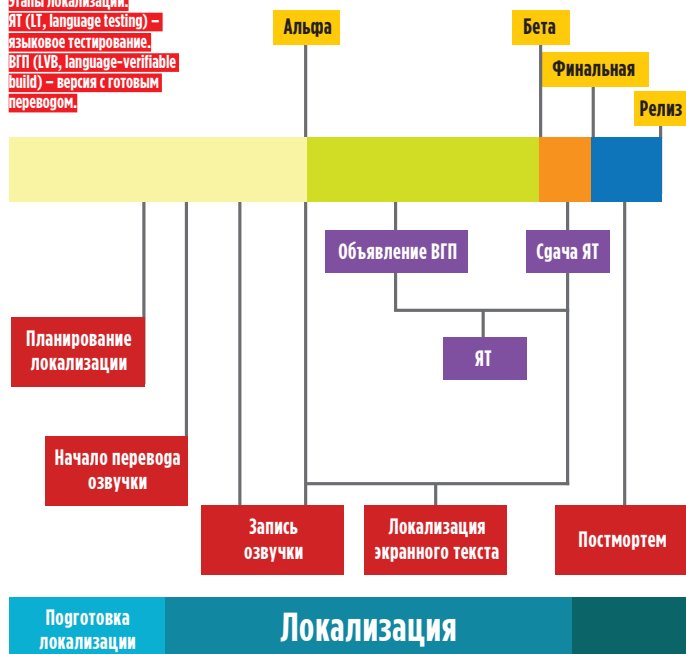 Этапы локализации.
ЯТ (LT, language testing) –
языковое тестирование.
ВГП (LVB, language-verifiable
build) – версия с готовым
переводом.
Альфа
Бета
Финальная
Релиз
Объявление ВГП
Сдача ЯТ
ЯТ
Планирование
локализации
Начало перевода
озвучки
Запись
озвучки
Локализация
экранного текста
Постмортем
Подготовка
локализации
Локализация